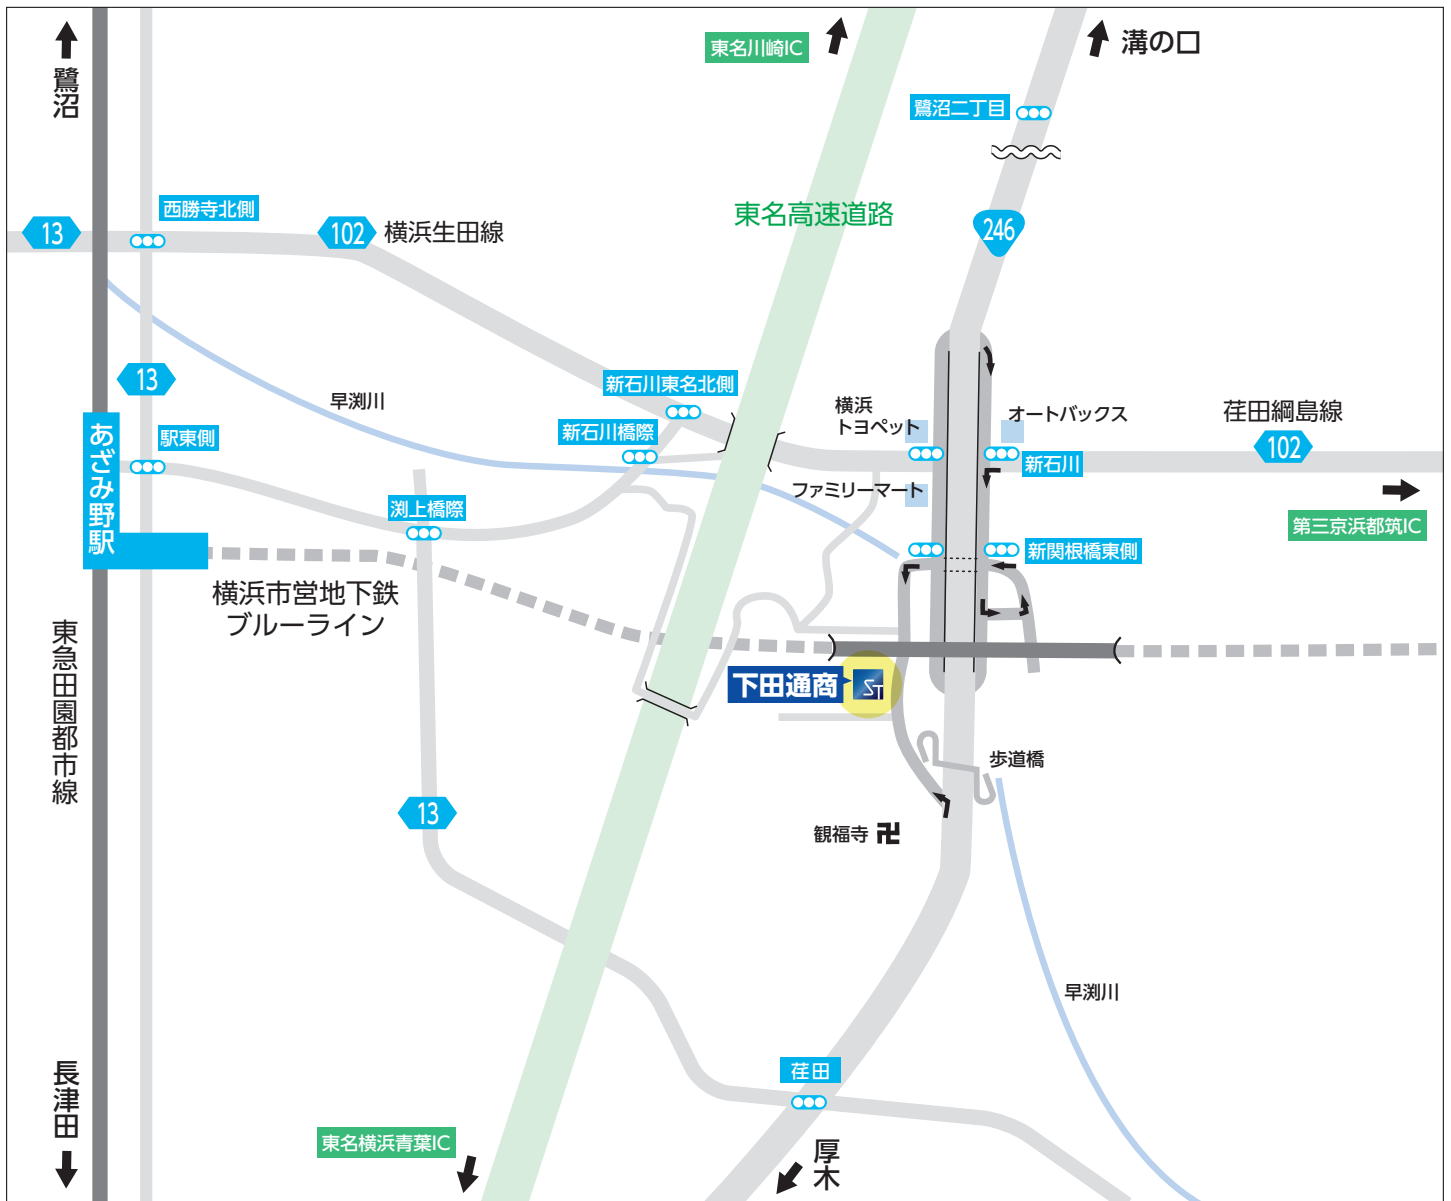 鷺沼
東名川崎IC
溝の口
鷺沼二丁目
西勝寺北側
13
102
横浜生田線
東名高速道路
246
13
早渕川
新石川東名北側
横浜
トヨペット
オートバックス
荏田綱島線
102
あざみ野駅
駅東側
新石川橋際
新石川
ファミリーマート
第三京浜都筑IC
渕上橋際
新関根橋東側
横浜市営地下鉄
ブルーライン
東急田園都市線
下田通商
ST
歩道橋
13
観福寺 卍
早渕川
荏田
長津田
東名横浜青葉IC
厚木